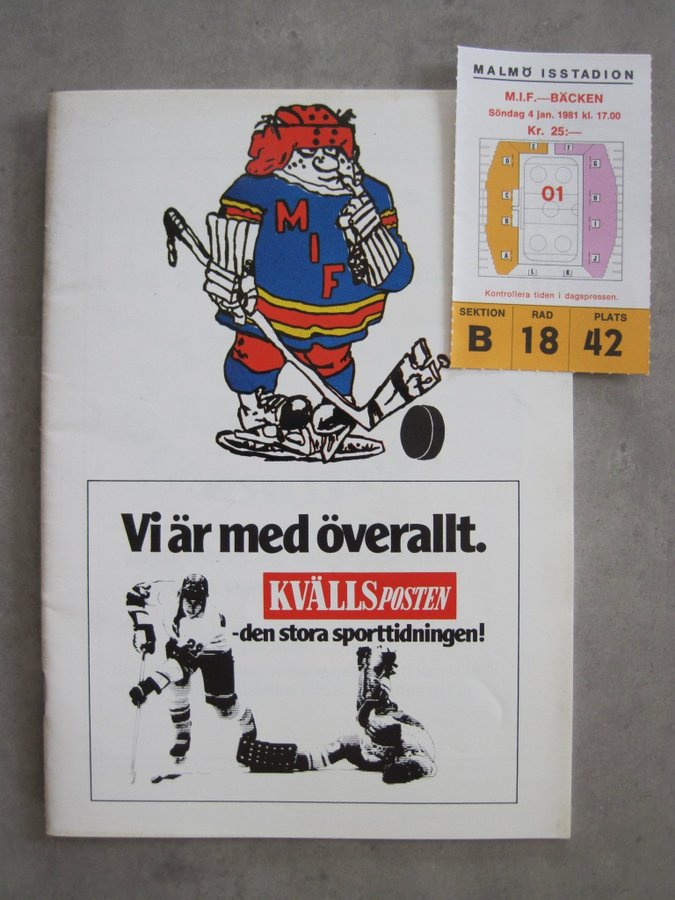 MIF
Vi är med överallt.
KVÄLLSPOSTEN
-den stora sporttidningen!
MALMÖ ISSTADION
M.I.F.—BÄCKEN
Söndag 4 jan. 1981 kl. 17.00
Kr. 25:—
E F
D G
01
C H
B I
A J
L K
Kontrollera tiden i dagspressen.
SEKTION RAD PLATS
B 18 42